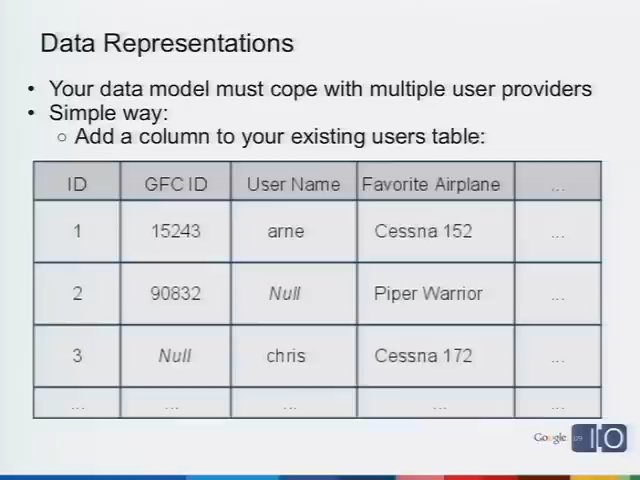 Data Representations
• Your data model must cope with multiple user providers
• Simple way:
○ Add a column to your existing users table:
ID GFC ID User Name Favorite Airplane ...
1 15243 arne Cessna 152 ...
2 90832 Null Piper Warrior ...
3 Null chris Cessna 172 ...
... ... ... ... ...
Google 09 IO